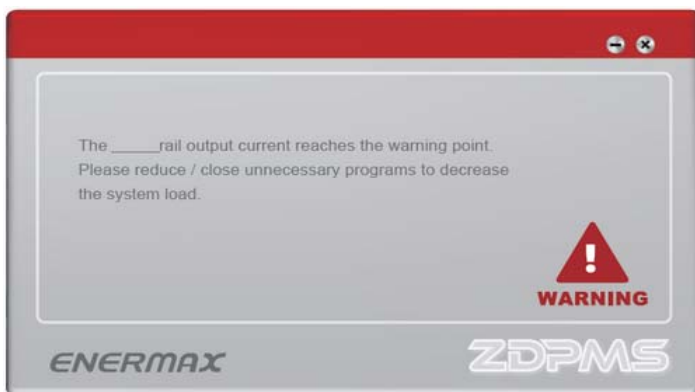 The _____rail output current reaches the warning point.
Please reduce / close unnecessary programs to decrease
the system load.
!
WARNING
ENERMAX
ZDPMS